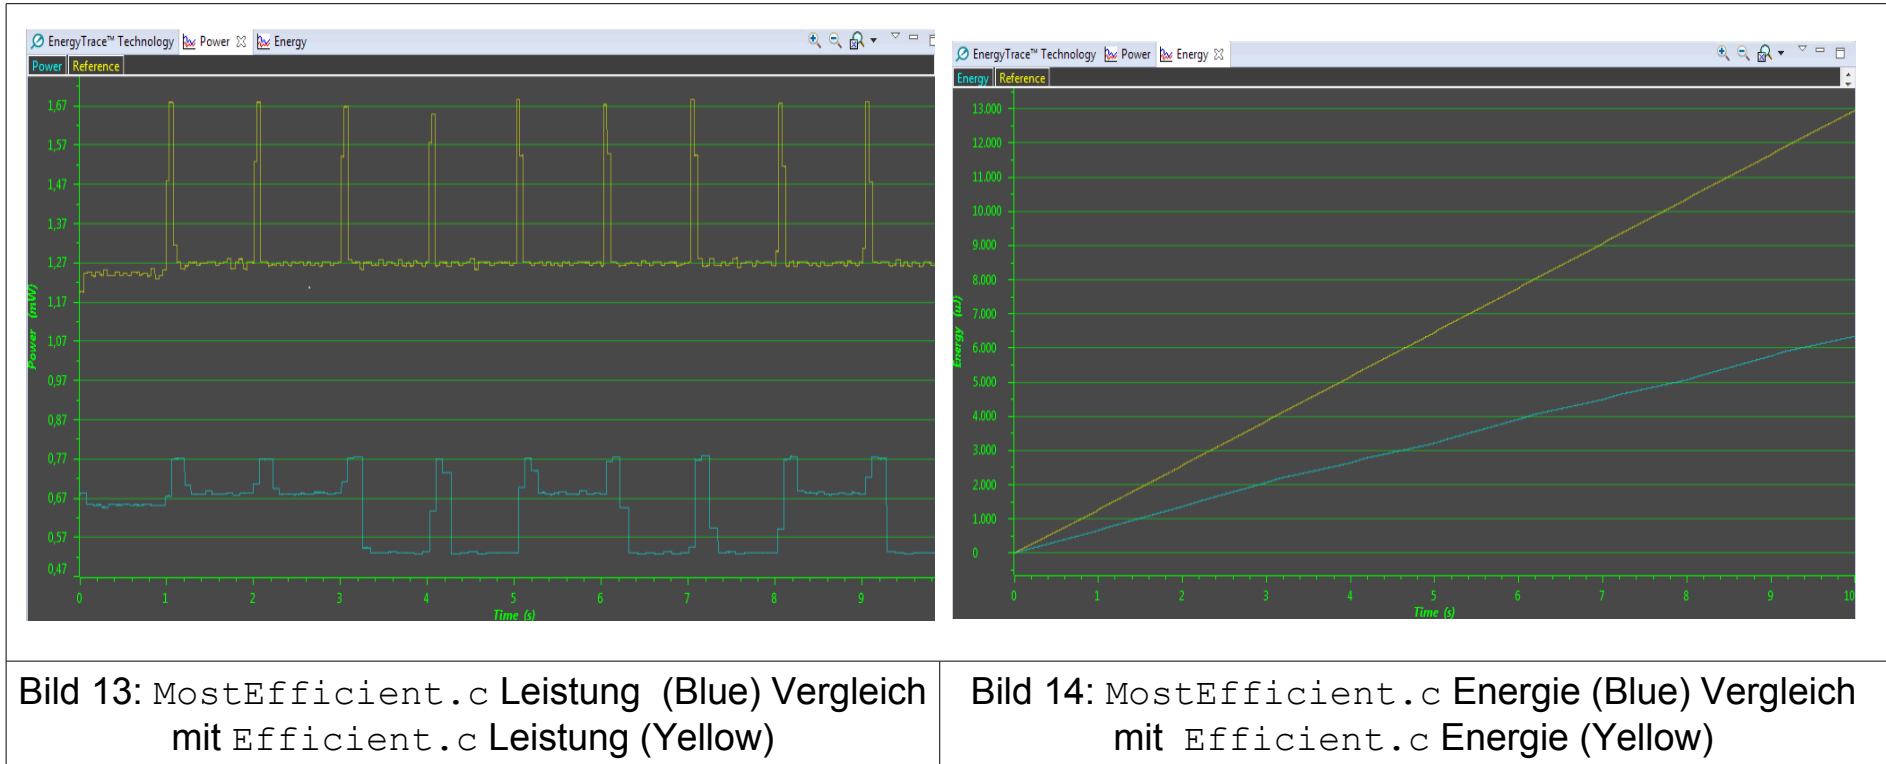 EnergyTrace™ Technology Power Energy
Power Reference
1,67
1,57
1,47
1,37
1,27
1,17
1,07
0,97
0,87
0,77
0,67
0,57
0,47
Power (mW)
0 1 2 3 4 5 6 7 8 9
Time (s)
EnergyTrace™ Technology Power Energy
Energy Reference
13.000
12.000
11.000
10.000
9.000
8.000
7.000
6.000
5.000
4.000
3.000
2.000
1.000
0
Energy (uJ)
0 1 2 3 4 5 6 7 8 9 10
Time (s)
Bild 13: MostEfficient.c Leistung (Blue) Vergleich
mit Efficient.c Leistung (Yellow)
Bild 14: MostEfficient.c Energie (Blue) Vergleich
mit Efficient.c Energie (Yellow)